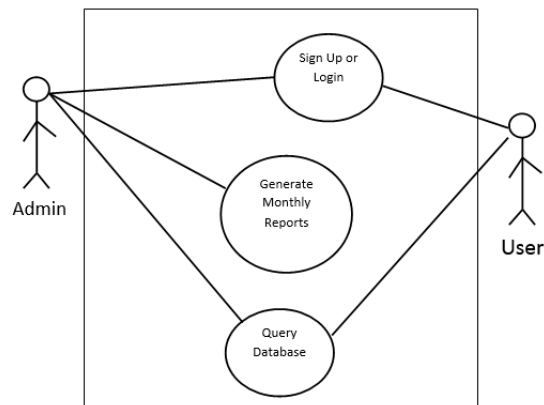 Sign Up or
Login
Admin
Generate
Monthly
Reports
User
Query
Database